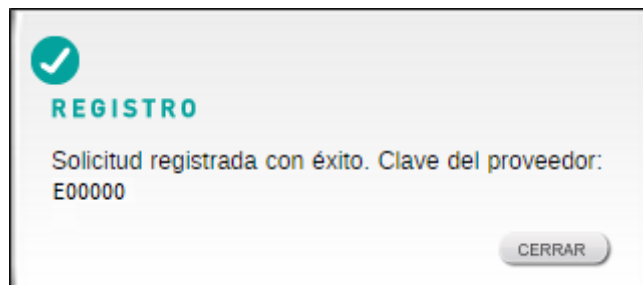 REGISTRO
Solicitud registrada con éxito. Clave del proveedor:
E00000
CERRAR